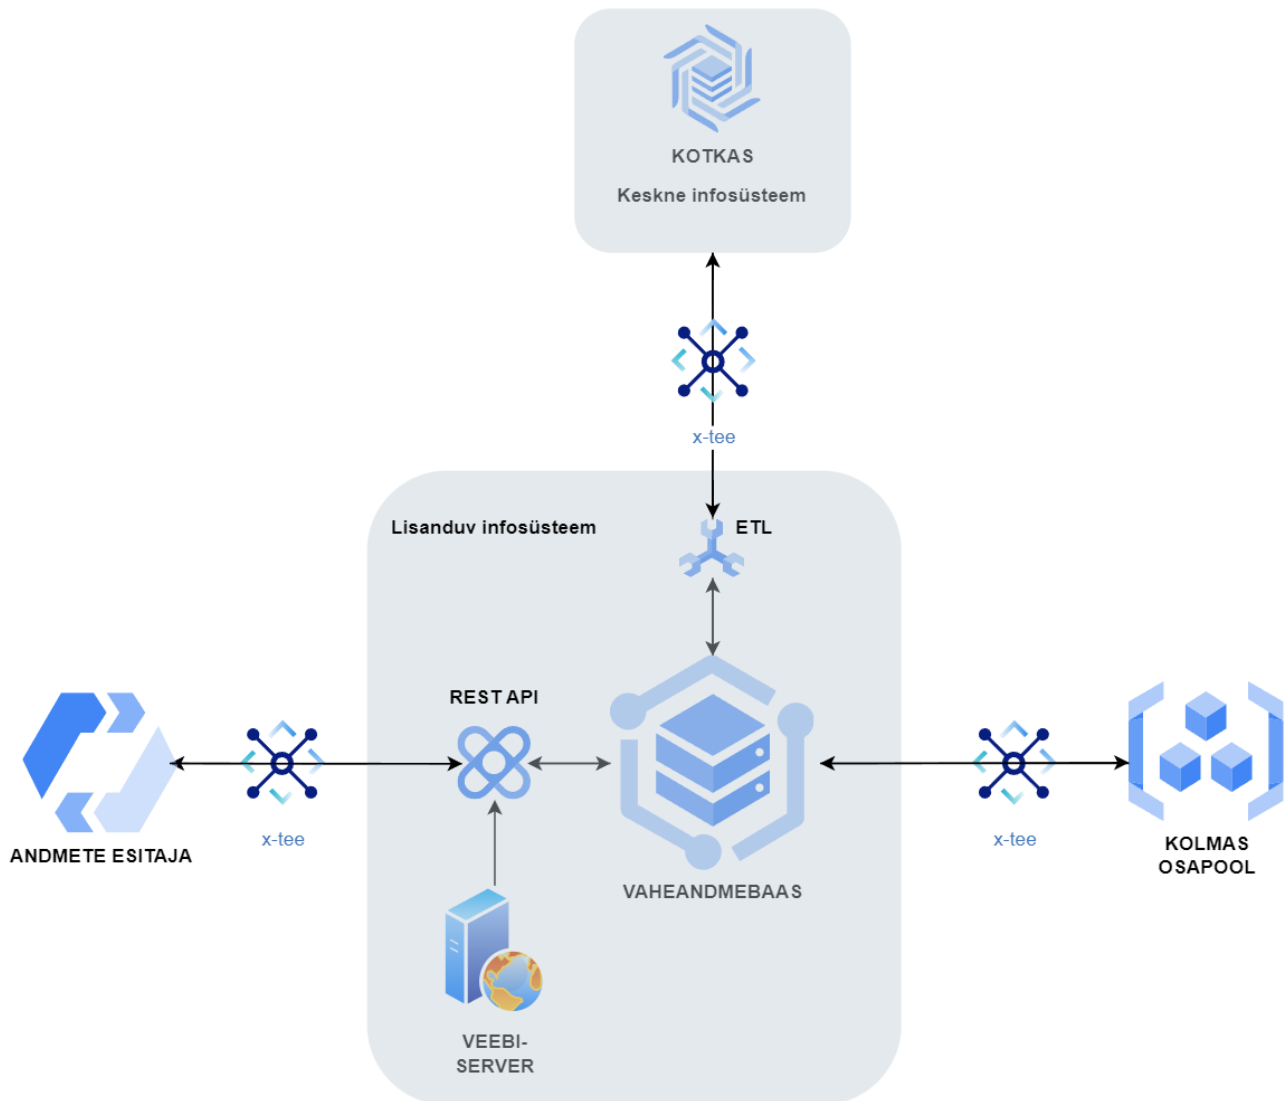 KOTKAS
Keskne infosüsteem
x-tee
Lisanduv infosüsteem
ETL
REST API
x-tee
ANDMETE ESITAJA
VAHEANDMEBAAS
x-tee
KOLMAS
OSAPOOL
VEEBI-
SERVER